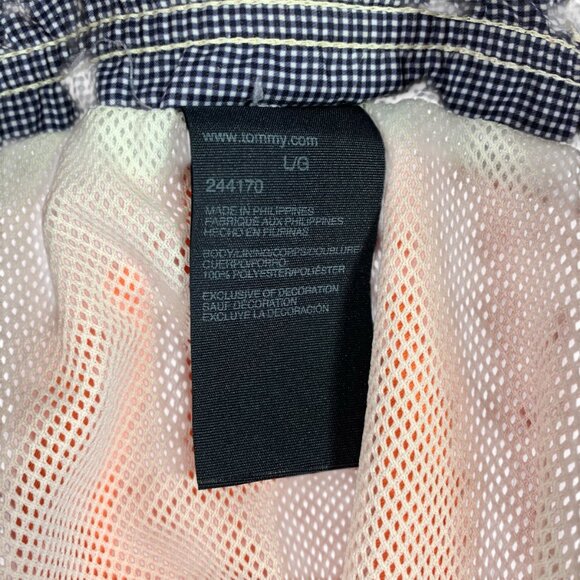 www.tommy.com
L/G
244170
MADE IN PHILIPPINES
FABRIQUÉ AUX PHILIPPINES
HECHO EN FILIPINAS
BODY/LINING/CORPS/DOUBLURE
CUERPO/FORRO
100% POLYESTER/POLIÉSTER
EXCLUSIVE OF DECORATION
SAUF DÉCORATION
EXCLUYE LA DECORACIÓN